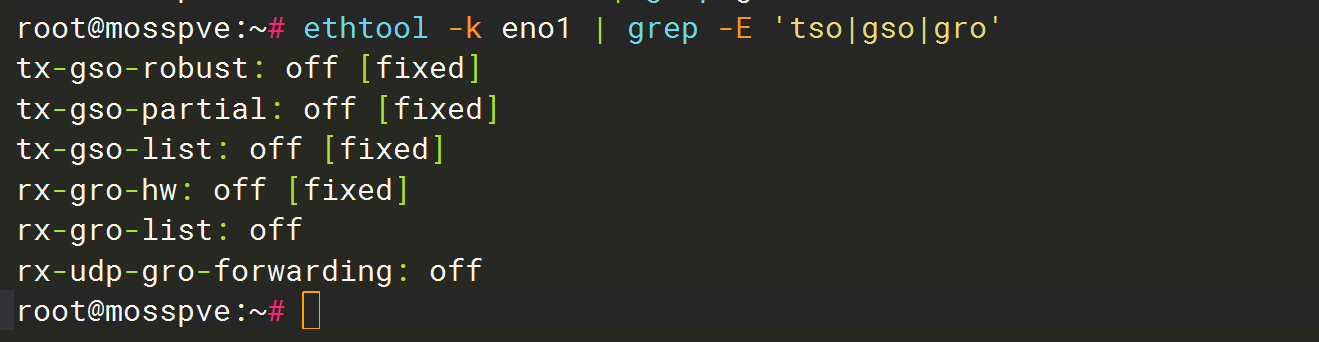 root@mosspve:~# ethtool -k eno1 | grep -E 'tso|gso|gro'
tx-gso-robust: off [fixed]
tx-gso-partial: off [fixed]
tx-gso-list: off [fixed]
rx-gro-hw: off [fixed]
rx-gro-list: off
rx-udp-gro-forwarding: off
root@mosspve:~#